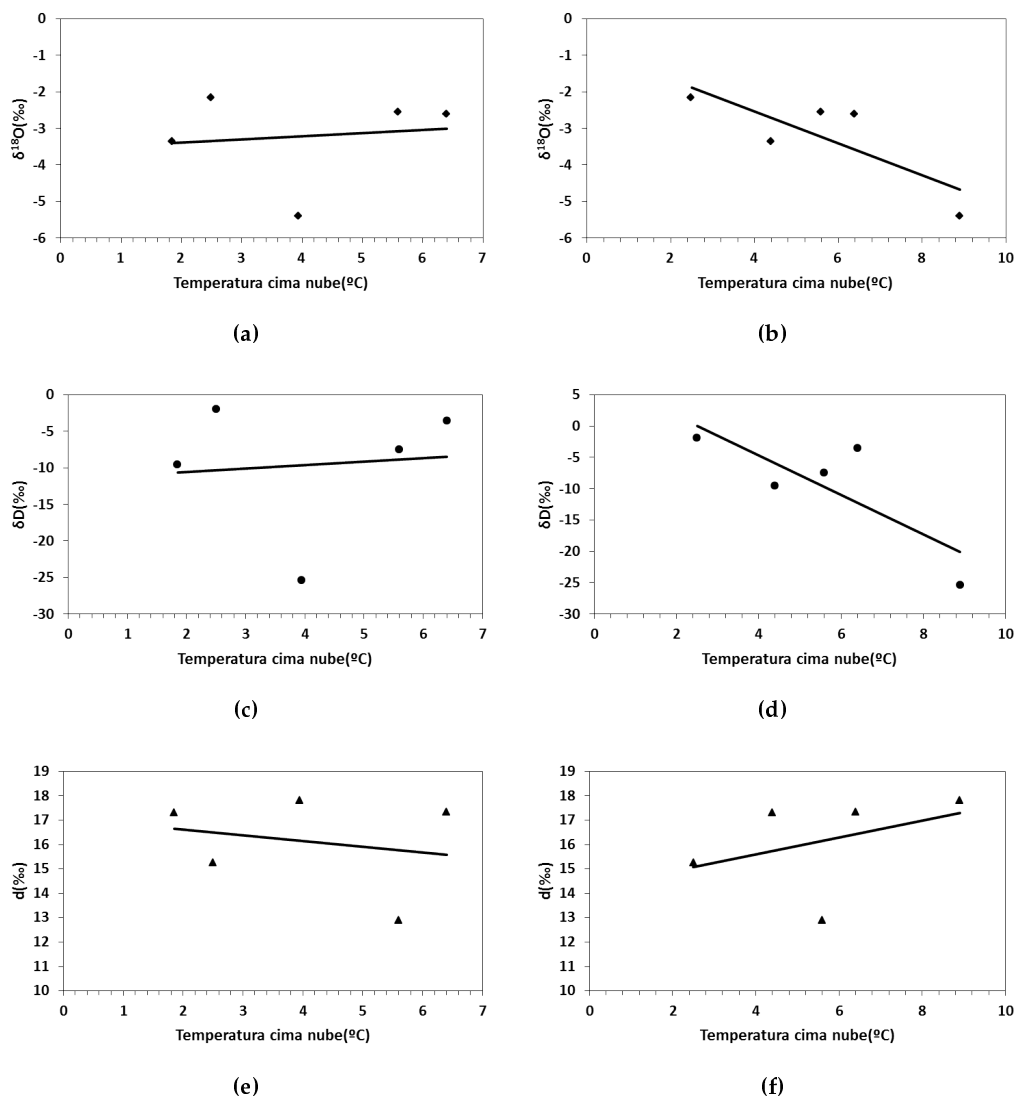 0
-1
-2
-3
-4
-5
-6
δ¹⁸O(‰)
0 1 2 3 4 5 6 7
Temperatura cima nube(ºC)
(a)
0
-1
-2
-3
-4
-5
-6
δ¹⁸O(‰)
0 2 4 6 8 10
Temperatura cima nube(ºC)
(b)
0
-5
-10
-15
-20
-25
-30
δD(‰)
0 1 2 3 4 5 6 7
Temperatura cima nube(ºC)
(c)
5
0
-5
-10
-15
-20
-25
-30
δD(‰)
0 2 4 6 8 10
Temperatura cima nube(ºC)
(d)
19
18
17
16
15
14
13
12
11
10
d(‰)
0 1 2 3 4 5 6 7
Temperatura cima nube(ºC)
(e)
19
18
17
16
15
14
13
12
11
10
d(‰)
0 2 4 6 8 10
Temperatura cima nube(ºC)
(f)